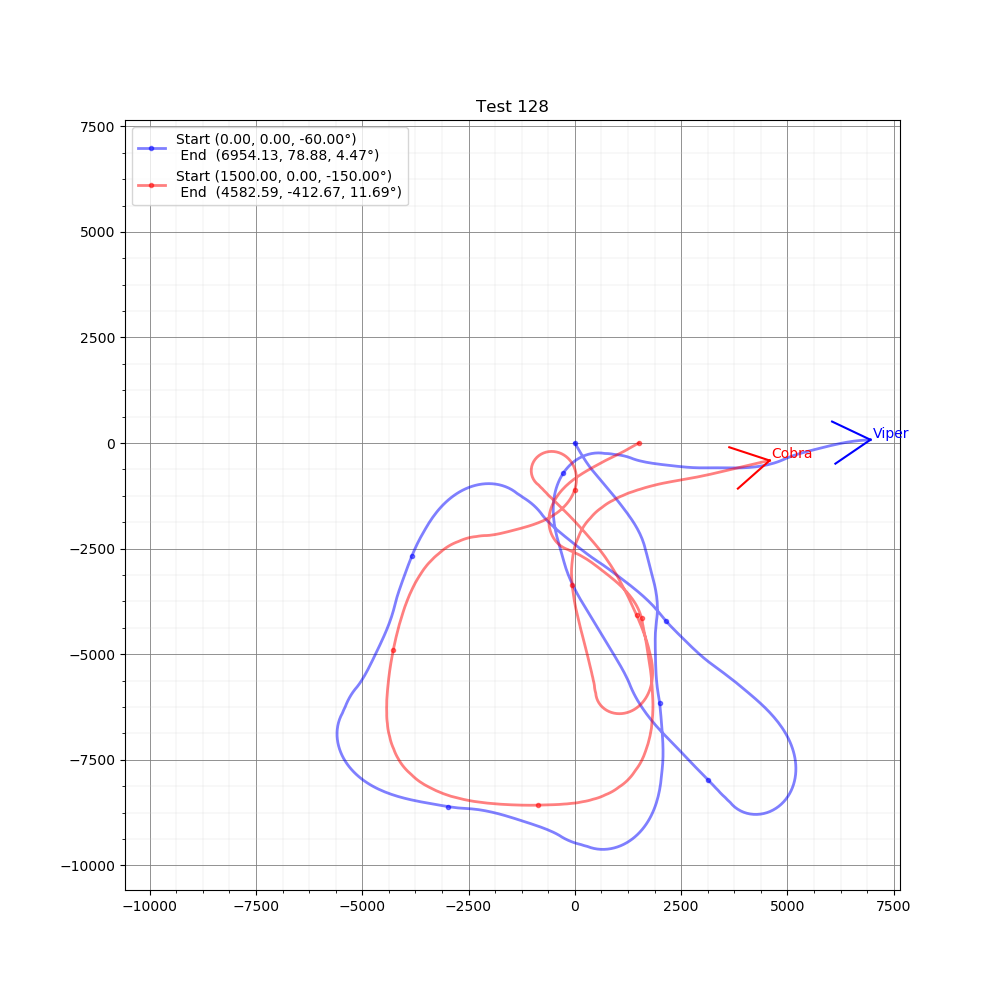 Test 128
Start (0.00, 0.00, -60.00°)
End (6954.13, 78.88, 4.47°)
Start (1500.00, 0.00, -150.00°)
End (4582.59, -412.67, 11.69°)
7500
5000
2500
0
−2500
−5000
−7500
−10000
Viper
Cobra
−10000 −7500 −5000 −2500 0 2500 5000 7500